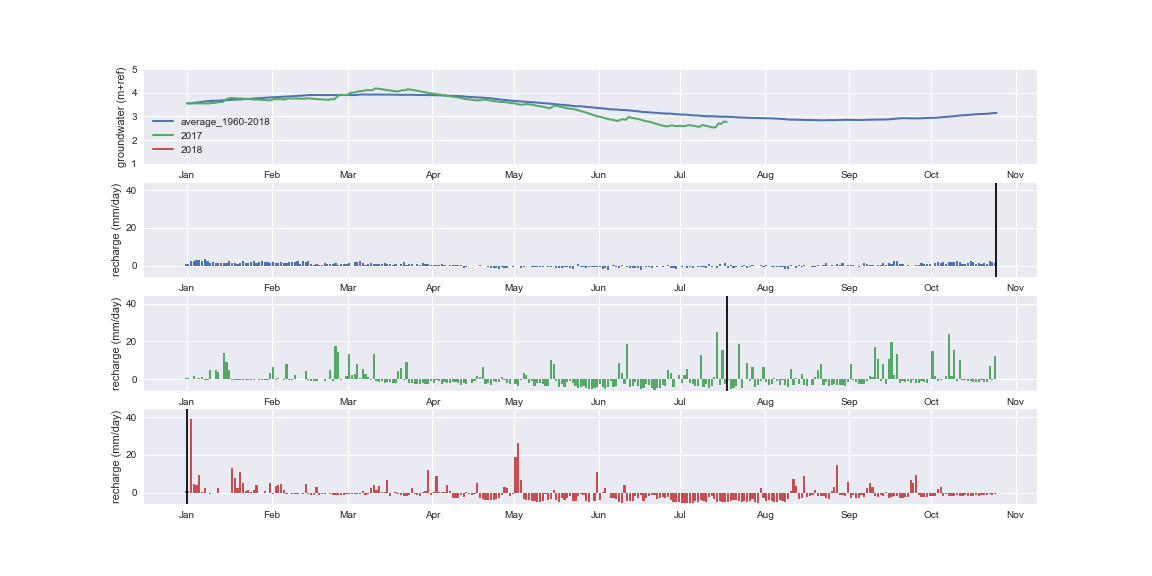 groundwater (m+ref)
5
4
3
2
1
average_1960-2018
2017
2018
Jan Feb Mar Apr May Jun Jul Aug Sep Oct Nov
recharge (mm/day)
40
20
0
Jan Feb Mar Apr May Jun Jul Aug Sep Oct Nov
recharge (mm/day)
40
20
0
Jan Feb Mar Apr May Jun Jul Aug Sep Oct Nov
recharge (mm/day)
40
20
0
Jan Feb Mar Apr May Jun Jul Aug Sep Oct Nov